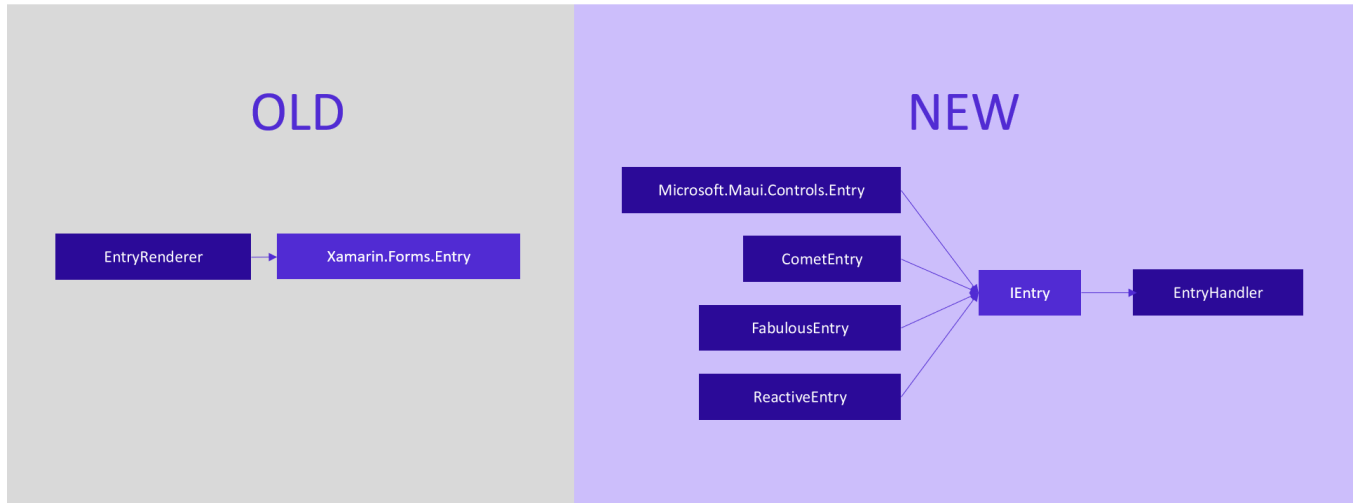 OLD
EntryRenderer
Xamarin.Forms.Entry
NEW
Microsoft.Maui.Controls.Entry
CometEntry
FabulousEntry
ReactiveEntry
IEntry
EntryHandler